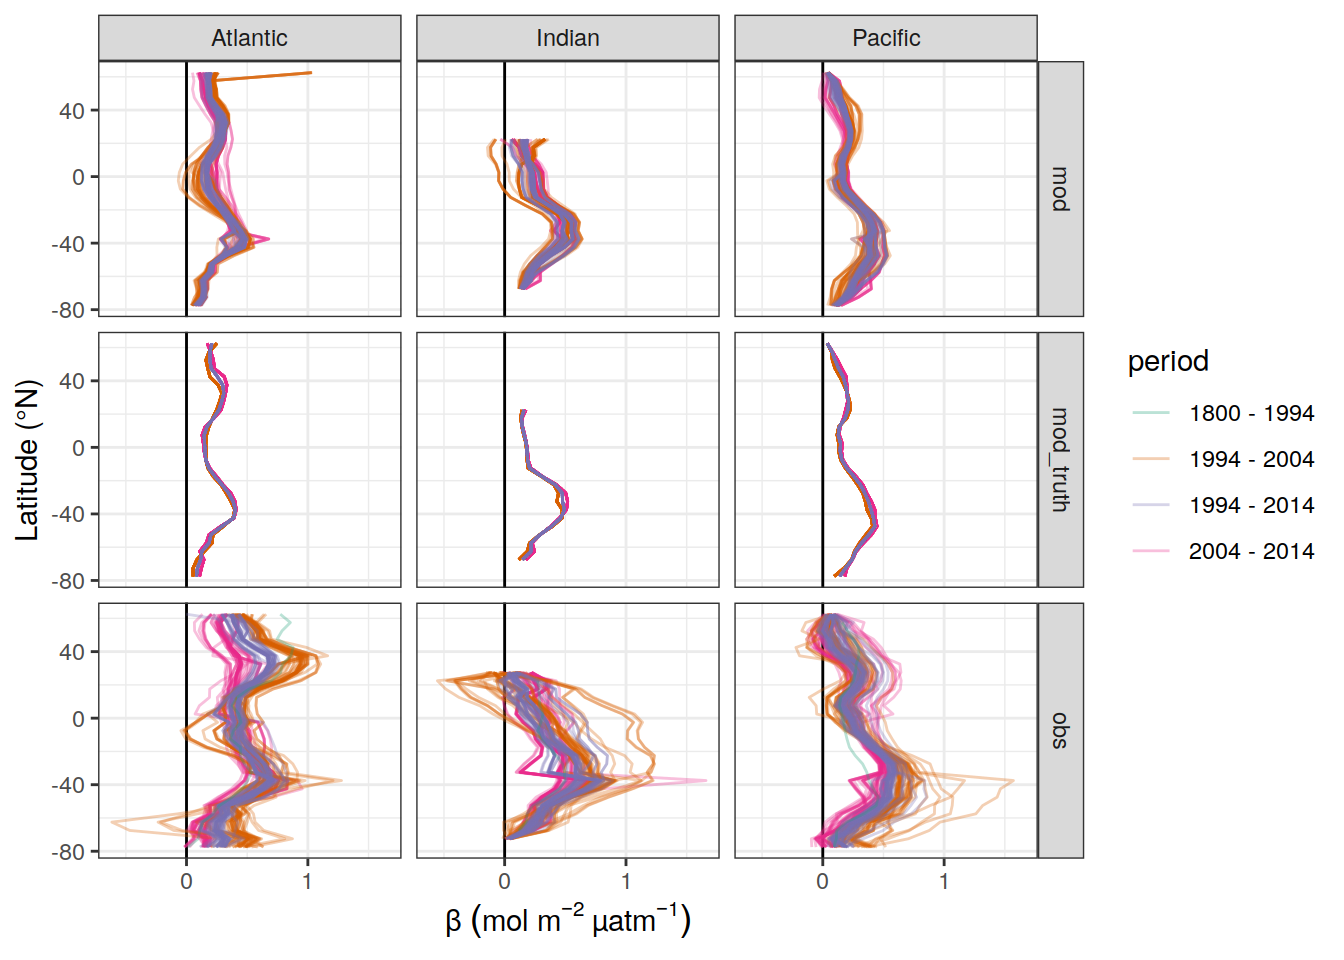 Atlantic
Indian
Pacific
40
0
-40
-80
mod
40
0
-40
-80
mod_truth
40
0
-40
-80
obs
0
1
0
1
0
1
Latitude (°N)
β (mol m⁻² µatm⁻¹)
period
1800 - 1994
1994 - 2004
1994 - 2014
2004 - 2014